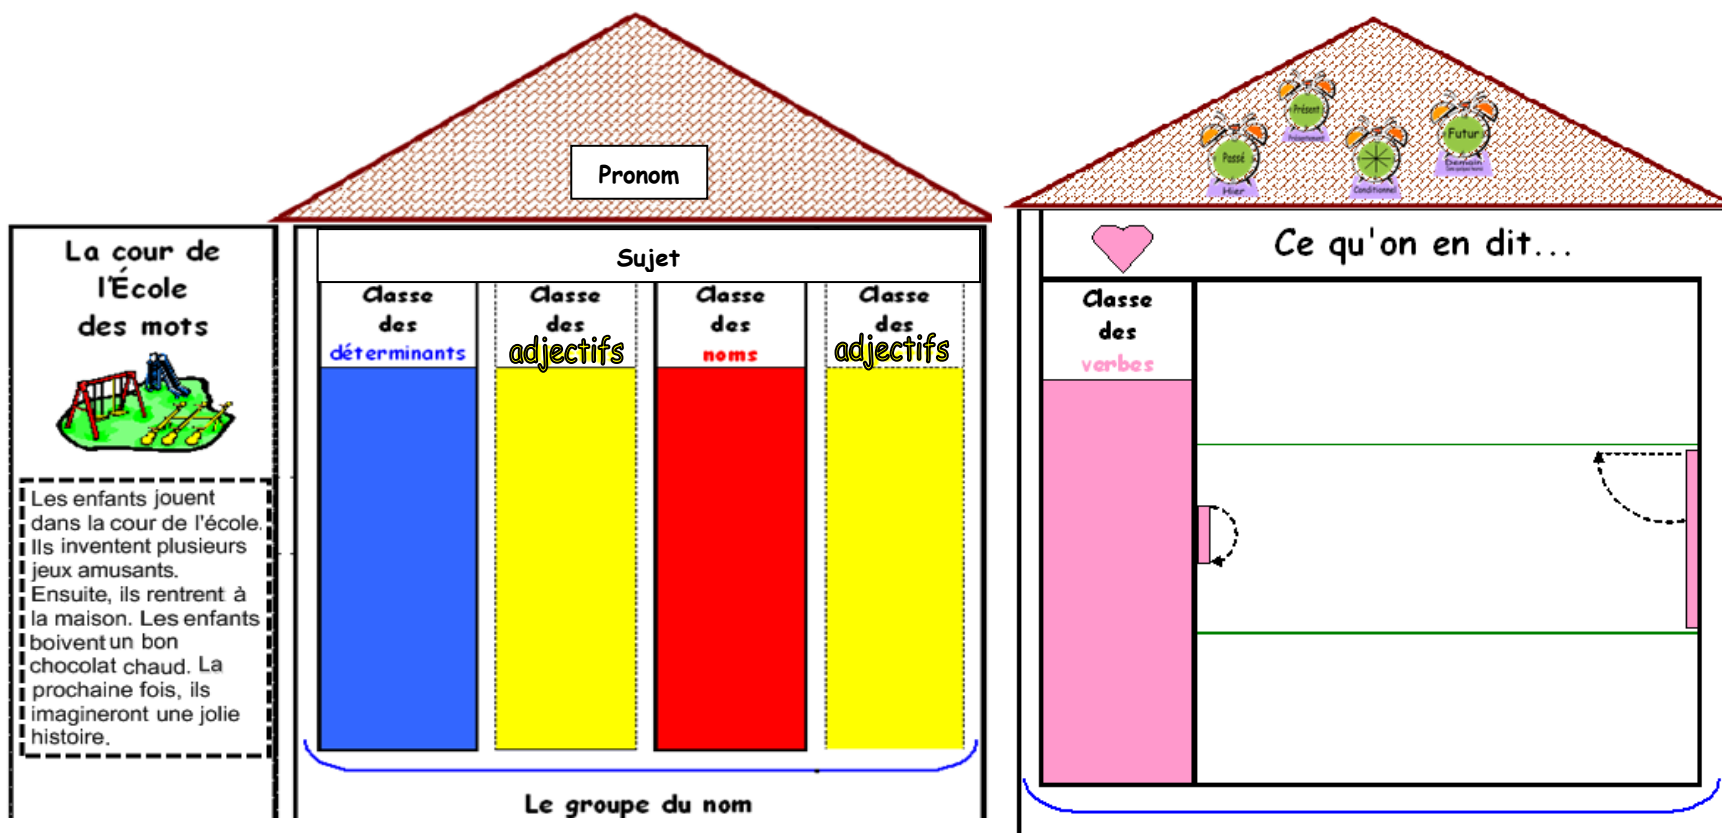 La cour de
l'École
des mots
Les enfants jouent
dans la cour de l'école.
Ils inventent plusieurs
jeux amusants.
Ensuite, ils rentrent à
la maison. Les enfants
boivent un bon
chocolat chaud. La
prochaine fois, ils
imagineront une jolie
histoire.
Pronom
Sujet
Classe
des
déterminants
Classe
des
adjectifs
Classe
des
noms
Classe
des
adjectifs
Le groupe du nom
Présent
Passé
Hier
Conditionnel
Futur
Demain
Ce qu'on en dit...
Classe
des
verbes